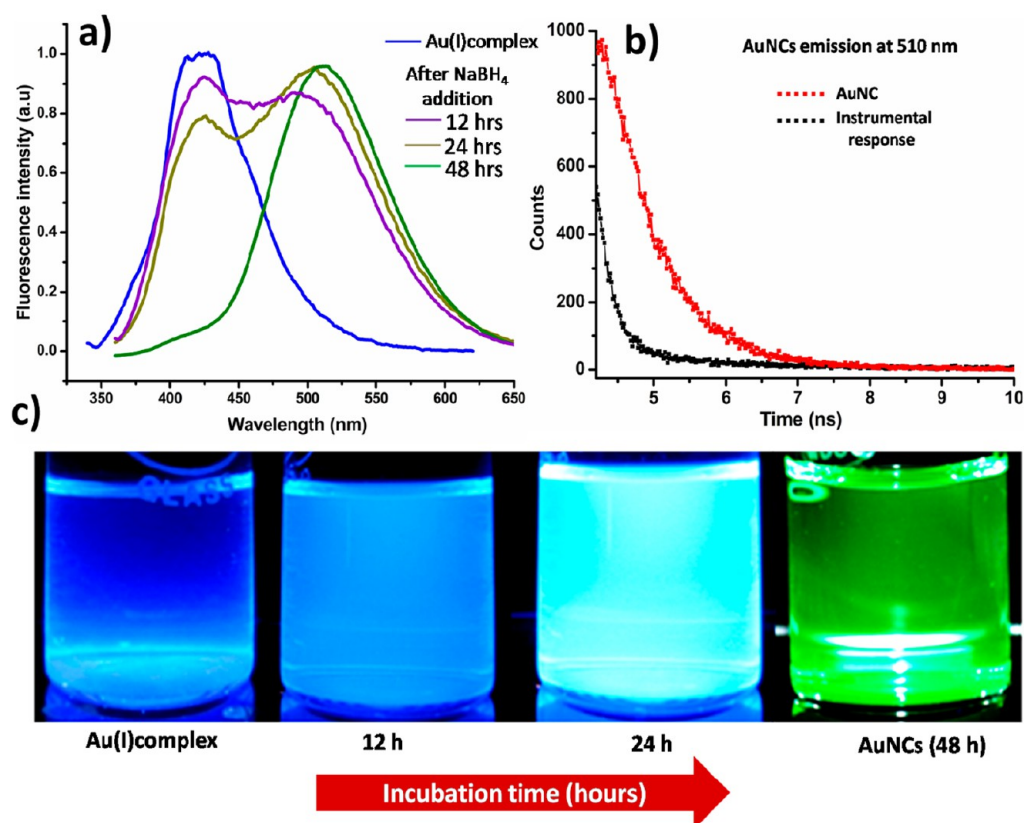 a)
Fluorescence intensity (a.u)
1.0
0.8
0.6
0.4
0.2
0.0
350
400
450
500
550
600
650
Wavelength (nm)
Au(I)complex
After NaBH4
addition
12 hrs
24 hrs
48 hrs
b)
Counts
1000
800
600
400
200
0
5
6
7
8
9
10
Time (ns)
AuNCs emission at 510 nm
AuNC
Instrumental
response
c)
GLASS
Au(I)complex
12 h
24 h
AuNCs (48 h)
Incubation time (hours)